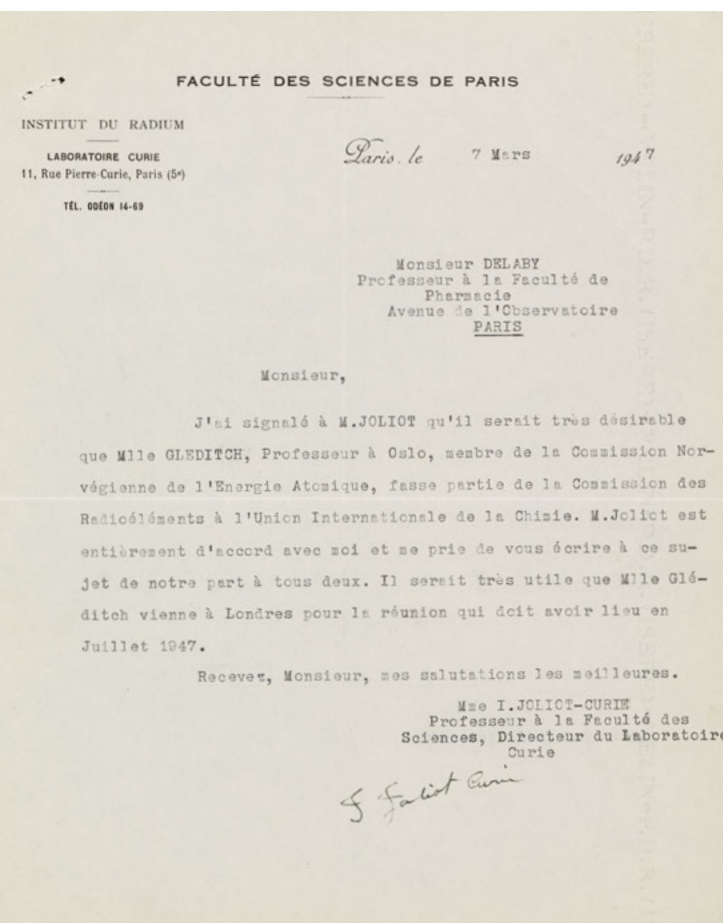 FACULTÉ DES SCIENCES DE PARIS
INSTITUT DU RADIUM
LABORATOIRE CURIE
11, Rue Pierre-Curie, Paris (5e)
TÉL. ODÉON 14-69
Paris, le 7 Mars 1947
Monsieur DELABY
Professeur à la Faculté de
Pharmacie
Avenue de l'Observatoire
PARIS
Monsieur,
J'ai signalé à M.JOLIOT qu'il serait très désirable
que Mlle GLEDITCH, Professeur à Oslo, membre de la Commission Nor-
végienne de l'Energie Atomique, fasse partie de la Commission des
Radioéléments à l'Union Internationale de la Chimie. M.Joliot est
entièrement d'accord avec moi et me prie de vous écrire à ce su-
jet de notre part à tous deux. Il serait très utile que Mlle Glé-
ditch vienne à Londres pour la réunion qui doit avoir lieu en
Juillet 1947.
Recevez, Monsieur, mes salutations les meilleures.
Mme I.JOLIOT-CURIE
Professeur à la Faculté des
Sciences, Directeur du Laboratoire
Curie
I Joliot Curie